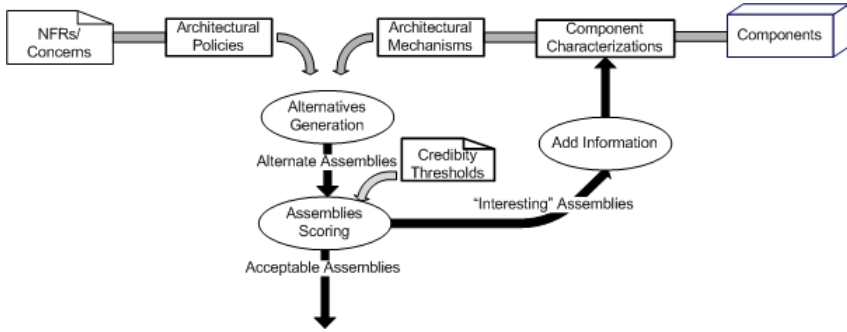 NFRs/
Concerns
Architectural
Policies
Architectural
Mechanisms
Component
Characterizations
Components
Alternatives
Generation
Add Information
Alternate Assemblies
Credibity
Thresholds
Assemblies
Scoring
"Interesting" Assemblies
Acceptable Assemblies